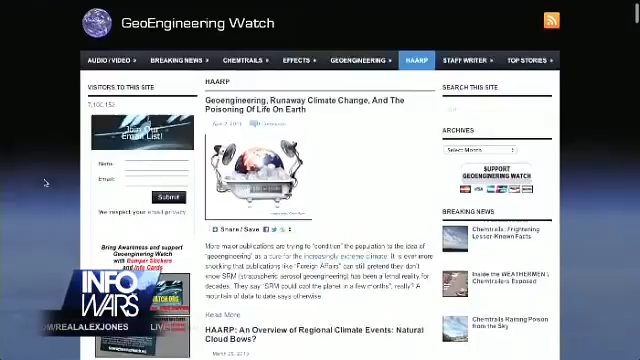 GeoEngineering Watch
AUDIO / VIDEO » BREAKING NEWS » CHEMTRAILS » EFFECTS » GEOENGINEERING » HAARP STAFF WRITER » TOP STORIES »
VISITORS TO THIS SITE
Join Our
Email List!
Name:
Email:
Submit
We respect your email privacy
Bring Awareness and support
Geoengineering Watch
with Bumper Stickers
and Info Cards
HAARP
Geoengineering, Runaway Climate Change, And The
Poisoning Of Life On Earth
Share / Save
More major publications are trying to "condition" the population to the idea of
"geoengineering" as a cure for the increasingly extreme climate. It is ever more
shocking that publications like "Foreign Affairs" can still pretend they don't
know SRM (stratospheric aerosol geoengineering) has been a lethal reality for
decades. They say "SRM could cool the planet in a few months", really? A
mountain of data to date says otherwise.
Read More
HAARP: An Overview of Regional Climate Events: Natural
Or Cloud Bows?
SEARCH THIS SITE
ARCHIVES
Select Month
SUPPORT
GEOENGINEERING WATCH
VISA
BREAKING NEWS
Chemtrails: Frightening
Lesser Known Facts
Inside the WEATHERMEN:
Chemtrailers Exposed
Chemtrails Raining Poison
from the Sky
INFO
WARS
REALALEXJONES
LIVE